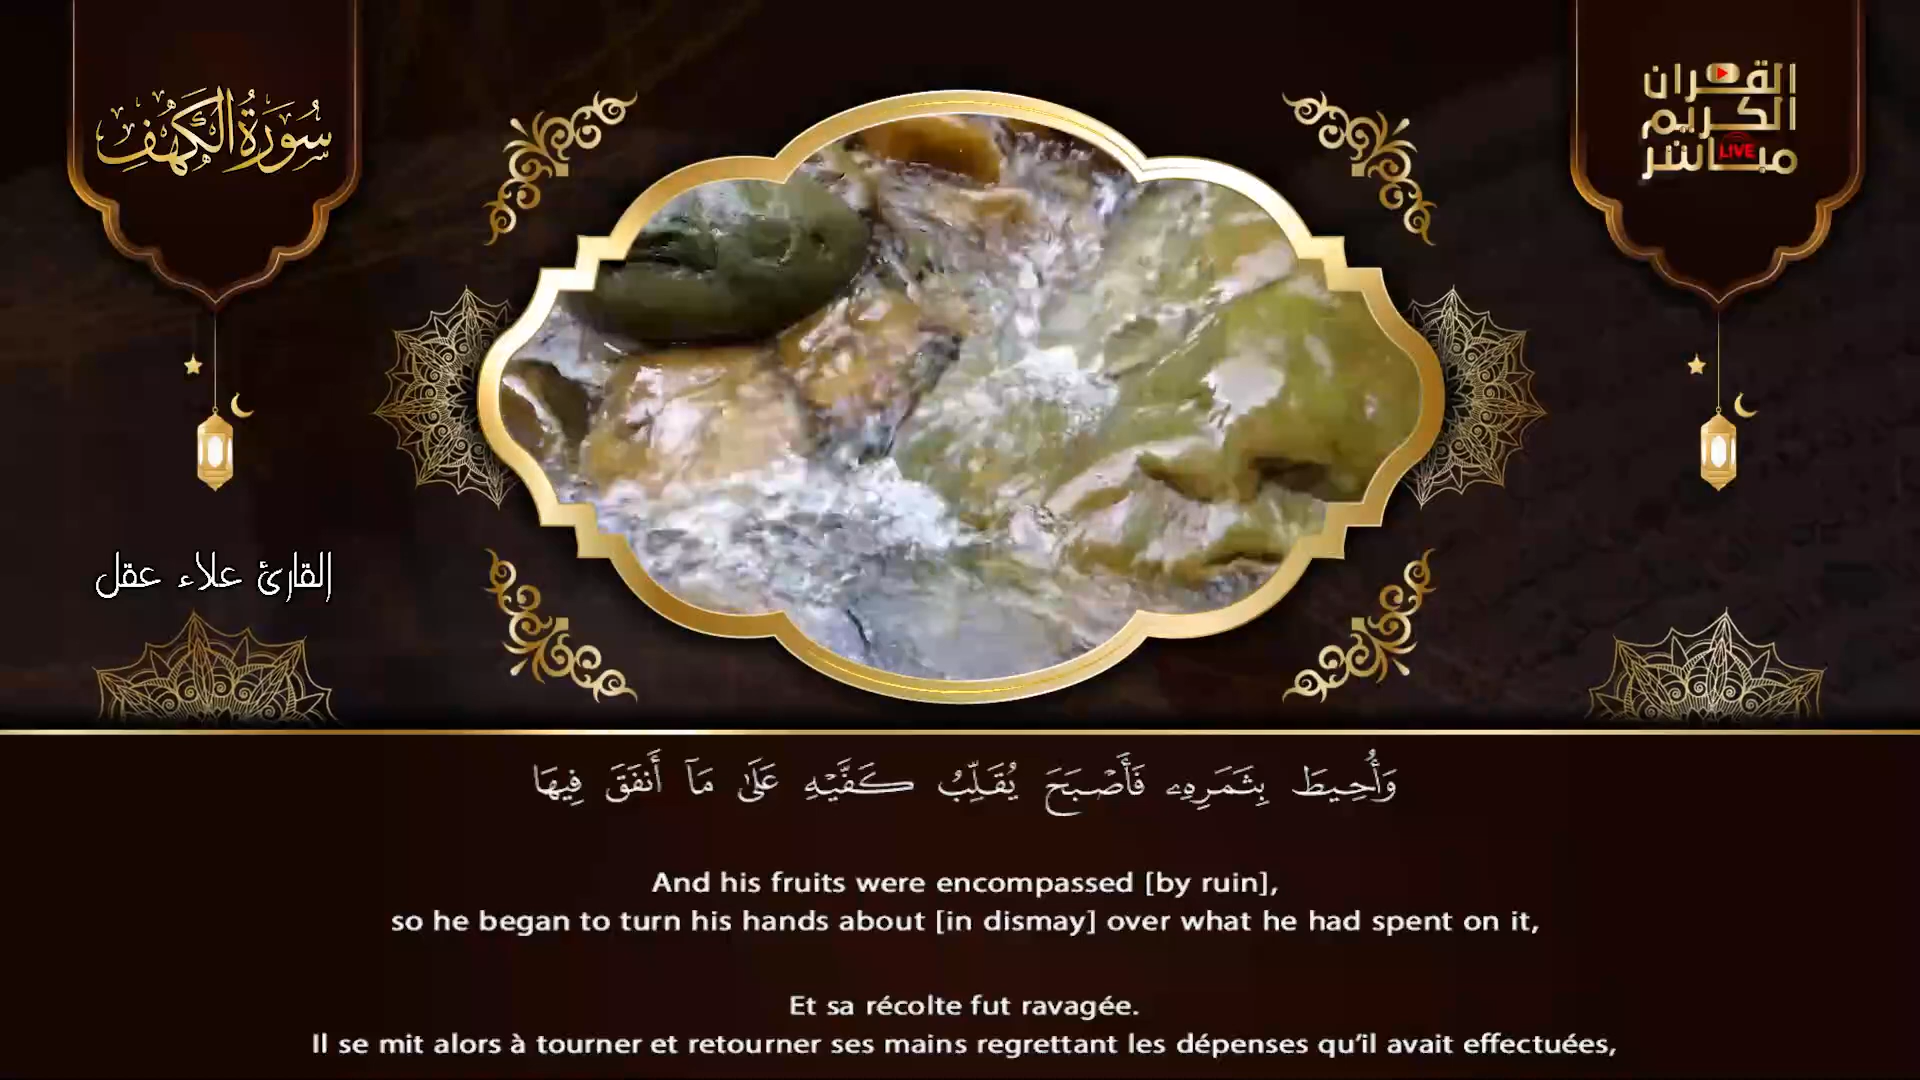 سُورَةُ الكَهْفِ
القران
الكريم
مباشر
LIVE
القارئ علاء عقل
وَأُحِيطَ بِثَمَرِهِۦ فَأَصْبَحَ يُقَلِّبُ كَفَّيْهِ عَلَىٰ مَآ أَنفَقَ فِيهَا
And his fruits were encompassed [by ruin],
so he began to turn his hands about [in dismay] over what he had spent on it,
Et sa récolte fut ravagée.
Il se mit alors à tourner et retourner ses mains regrettant les dépenses qu'il avait effectuées,